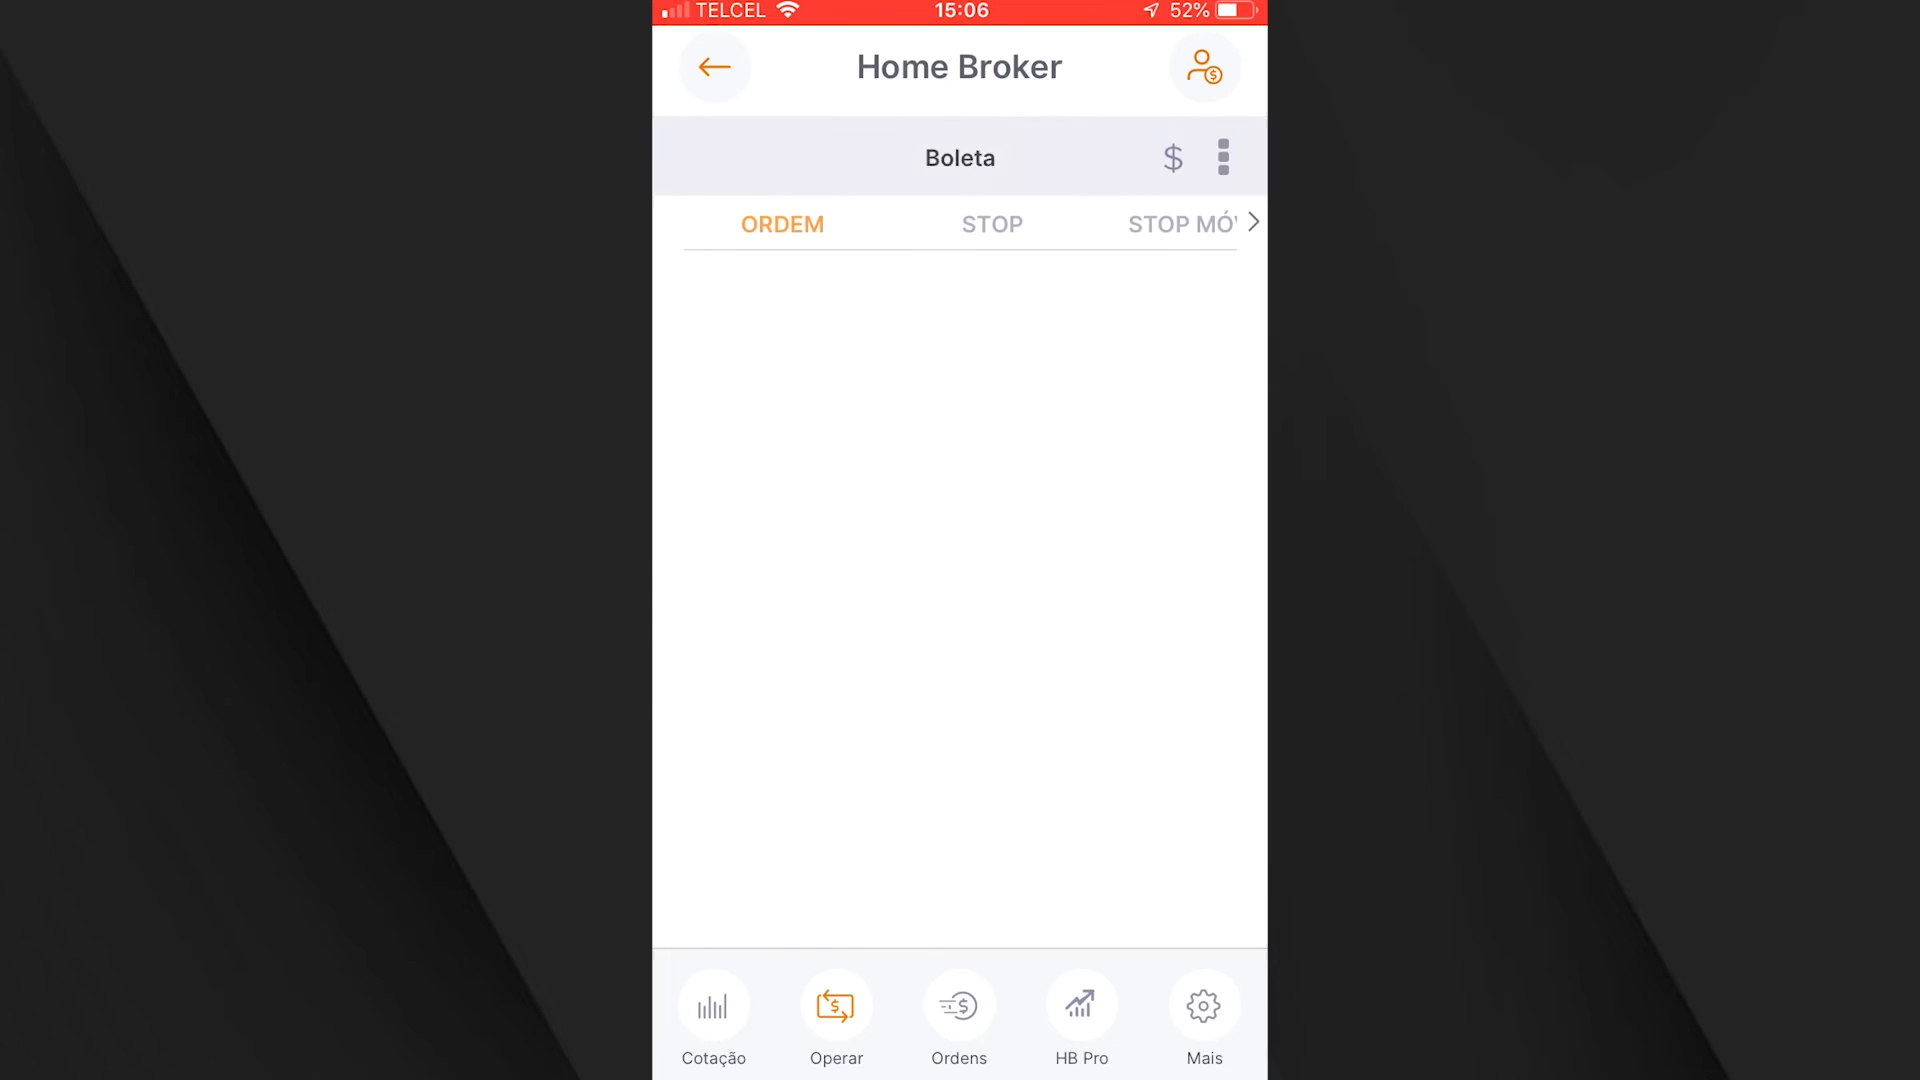 TELCEL 15:06 52%
Home Broker
Boleta $
ORDEM STOP STOP MÓ
Cotação Operar Ordens HB Pro Mais